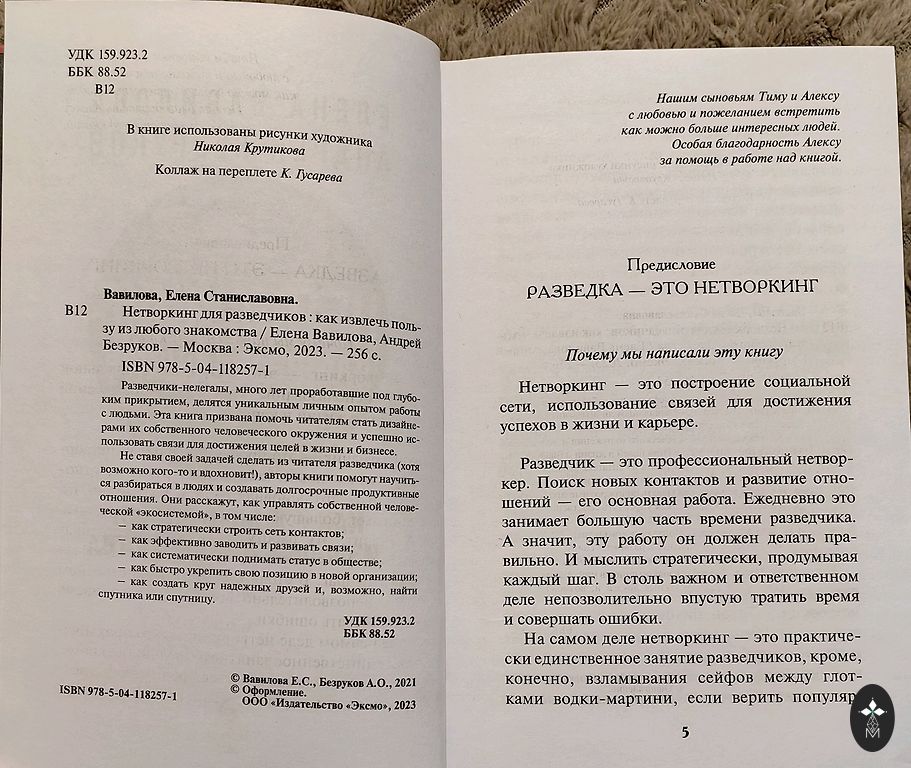 УДК 159.923.2
ББК 88.52
В12
В книге использованы рисунки художника
Николая Крутикова
Коллаж на переплете К. Гусарева
Вавилова, Елена Станиславовна.
В12
Нетворкинг для разведчиков : как извлечь поль-
зу из любого знакомства / Елена Вавилова, Андрей
Безруков. — Москва : Эксмо, 2023. — 256 с.
ISBN 978-5-04-118257-1
Разведчики-нелегалы, много лет проработавшие под глубо-
ким прикрытием, делятся уникальным личным опытом работы
с людьми. Эта книга призвана помочь читателям стать дизайне-
рами их собственного человеческого окружения и успешно ис-
пользовать связи для достижения целей в жизни и бизнесе.
Не ставя своей задачей сделать из читателя разведчика (хотя
возможно кого-то и вдохновит!), авторы книги помогут научить-
ся разбираться в людях и создавать долгосрочные продуктивные
отношения. Они расскажут, как управлять собственной челове-
ческой «экосистемой», в том числе:
— как стратегически строить сеть контактов;
— как эффективно заводить и развивать связи;
— как систематически поднимать статус в обществе;
— как быстро укрепить свою позицию в новой организации;
— как создать круг надежных друзей и, возможно, найти
спутника или спутницу.
УДК 159.923.2
ББК 88.52
© Вавилова Е.С., Безруков А.О., 2021
© Оформление.
ООО «Издательство «Эксмо», 2023
ISBN 978-5-04-118257-1
Нашим сыновьям Тиму и Алексу
с любовью и пожеланием встретить
как можно больше интересных людей.
Особая благодарность Алексу
за помощь в работе над книгой.
Предисловие
РАЗВЕДКА — ЭТО НЕТВОРКИНГ
Почему мы написали эту книгу
Нетворкинг — это построение социальной
сети, использование связей для достижения
успехов в жизни и карьере.
Разведчик — это профессиональный нетвор-
кер. Поиск новых контактов и развитие отно-
шений — его основная работа. Ежедневно это
занимает большую часть времени разведчика.
А значит, эту работу он должен делать пра-
вильно. И мыслить стратегически, продумывая
каждый шаг. В столь важном и ответственном
деле непозволительно впустую тратить время
и совершать ошибки.
На самом деле нетворкинг — это практиче-
ски единственное занятие разведчиков, кроме,
конечно, взламывания сейфов между глот-
ками водки-мартини, если верить популяр-
5
M